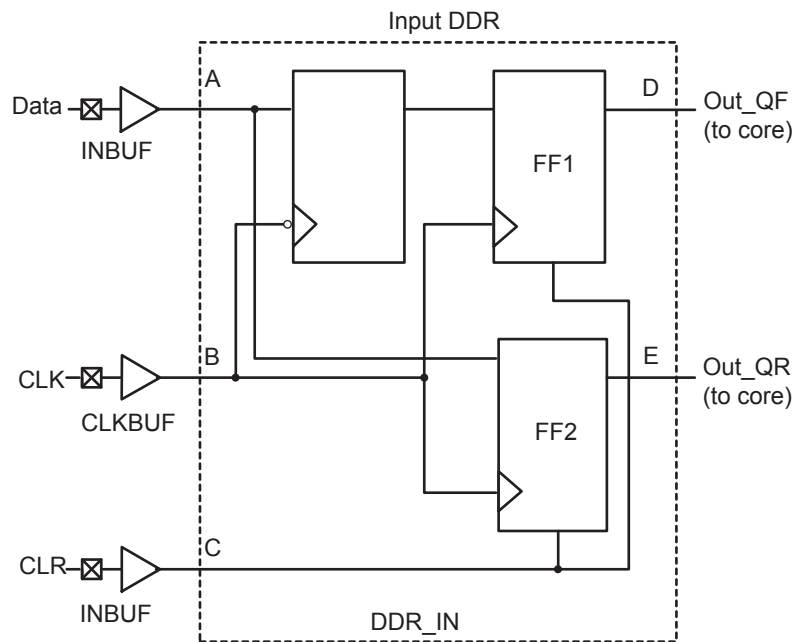 Input DDR
A
D
Data
Out_QF
(to core)
INBUF
FF1
B
E
CLK
Out_QR
(to core)
CLKBUF
FF2
C
CLR
INBUF
DDR_IN